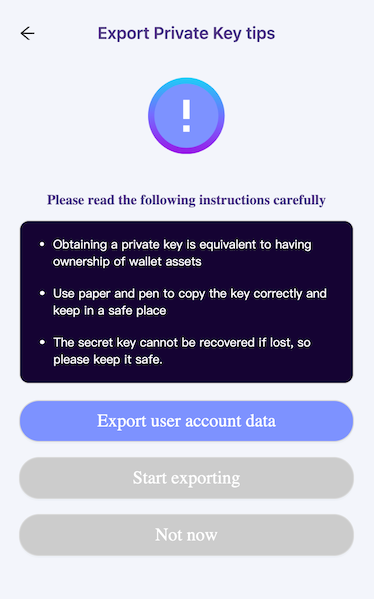 Export Private Key tips
!
Please read the following instructions carefully
• Obtaining a private key is equivalent to having
ownership of wallet assets
• Use paper and pen to copy the key correctly and
keep in a safe place
• The secret key cannot be recovered if lost, so
please keep it safe.
Export user account data
Start exporting
Not now